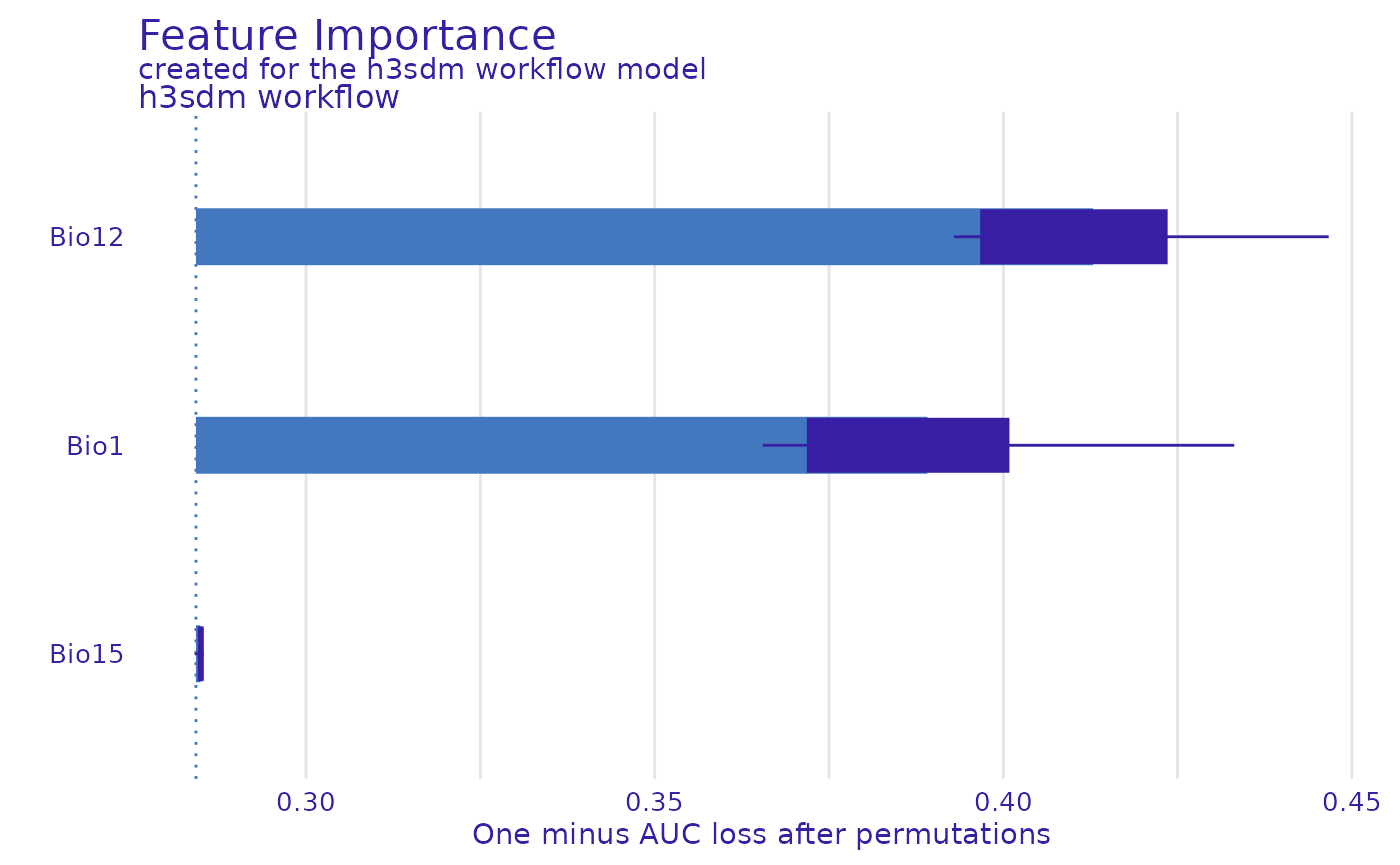 Feature Importance
created for the h3sdm workflow model
h3sdm workflow
Bio12
Bio1
Bio15
0.30 0.35 0.40 0.45
One minus AUC loss after permutations